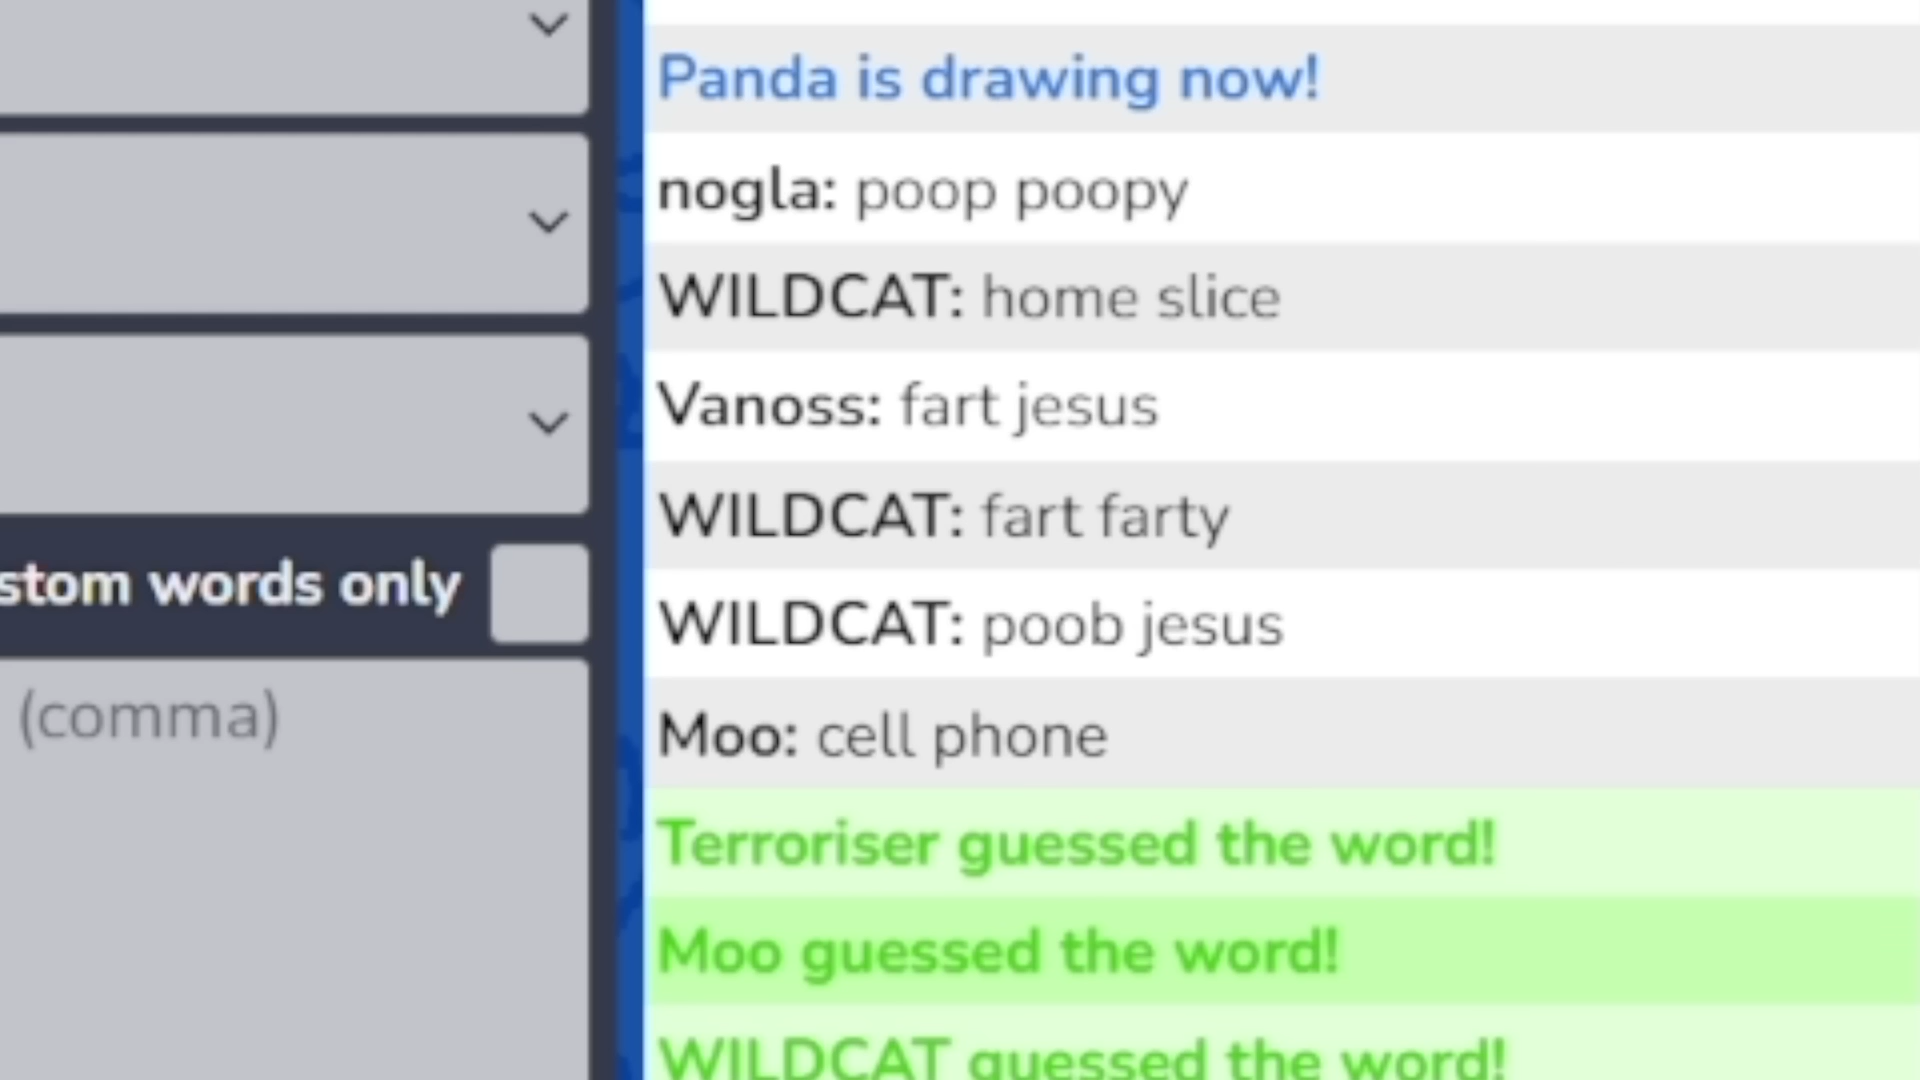 Panda is drawing now!
nogla: poop poopy
WILDCAT: home slice
Vanoss: fart jesus
WILDCAT: fart farty
stom words only
WILDCAT: poob jesus
(comma)
Moo: cell phone
Terroriser guessed the word!
Moo guessed the word!
WILDCAT guessed the word!